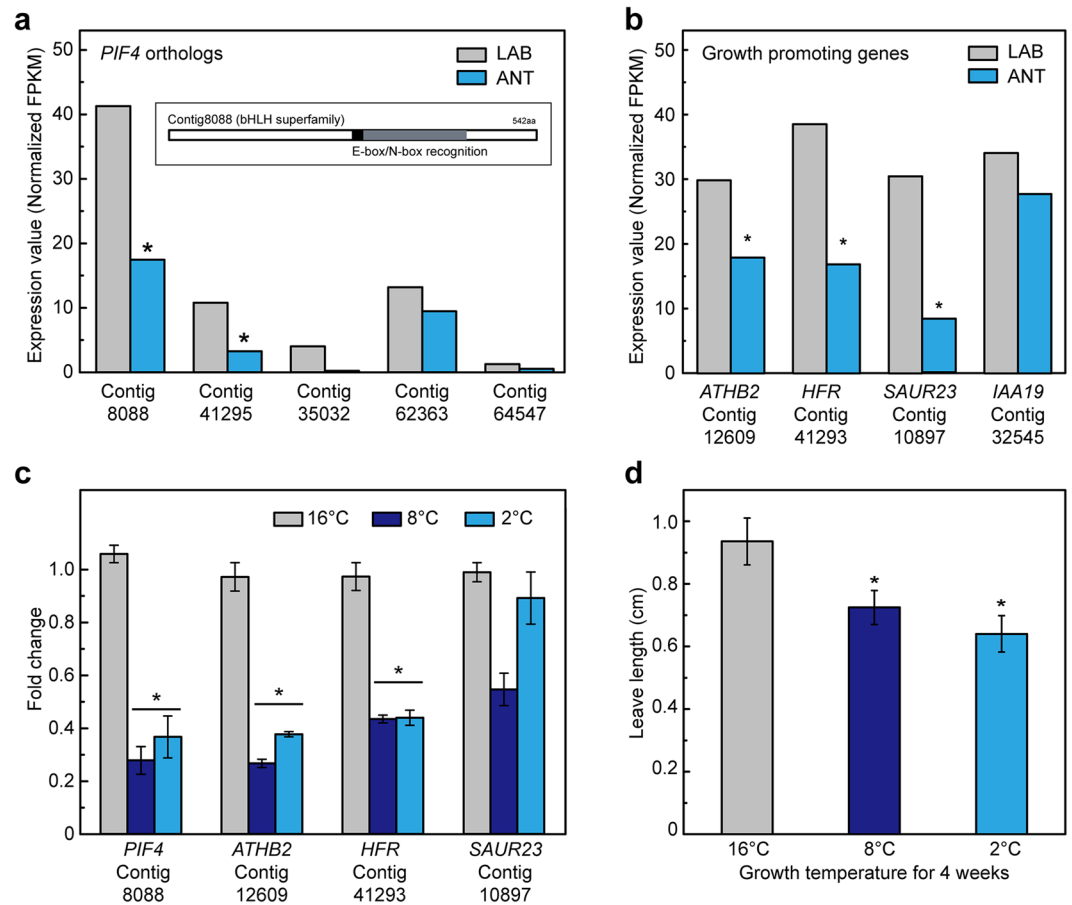 a
PIF4 orthologs
LAB
ANT
Expression value (Normalized FPKM)
50
40
30
20
10
0
Contig8088 (bHLH superfamily)
542aa
E-box/N-box recognition
*
*
Contig Contig Contig Contig Contig
8088 41295 35032 62363 64547
b
Growth promoting genes
LAB
ANT
Expression value (Normalized FPKM)
50
40
30
20
10
0
*
*
*
ATHB2 HFR SAUR23 IAA19
Contig Contig Contig Contig
12609 41293 10897 32545
c
16°C 8°C 2°C
Fold change
1.0
0.8
0.6
0.4
0.2
0
*
*
*
PIF4 ATHB2 HFR SAUR23
Contig Contig Contig Contig
8088 12609 41293 10897
d
Leave length (cm)
1.0
0.8
0.6
0.4
0.2
0
*
*
16°C 8°C 2°C
Growth temperature for 4 weeks